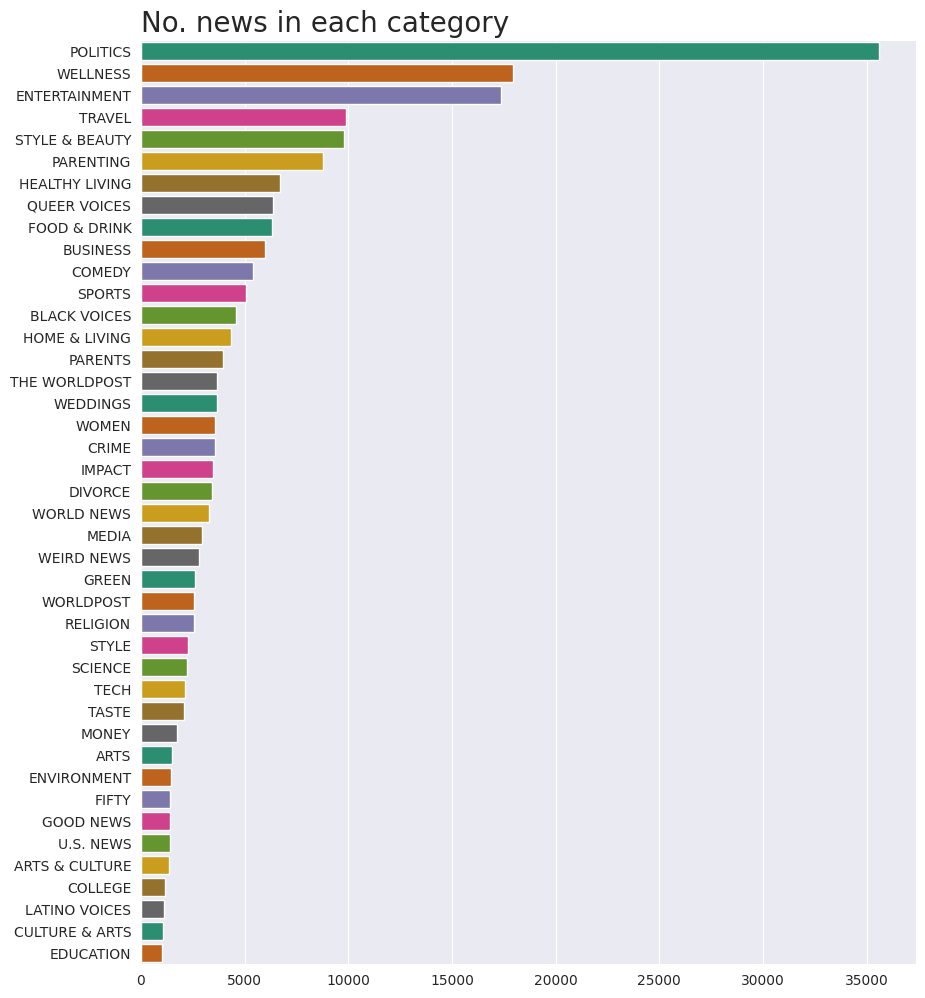 No. news in each category
POLITICS
WELLNESS
ENTERTAINMENT
TRAVEL
STYLE & BEAUTY
PARENTING
HEALTHY LIVING
QUEER VOICES
FOOD & DRINK
BUSINESS
COMEDY
SPORTS
BLACK VOICES
HOME & LIVING
PARENTS
THE WORLDPOST
WEDDINGS
WOMEN
CRIME
IMPACT
DIVORCE
WORLD NEWS
MEDIA
WEIRD NEWS
GREEN
WORLDPOST
RELIGION
STYLE
SCIENCE
TECH
TASTE
MONEY
ARTS
ENVIRONMENT
FIFTY
GOOD NEWS
U.S. NEWS
ARTS & CULTURE
COLLEGE
LATINO VOICES
CULTURE & ARTS
EDUCATION
0 5000 10000 15000 20000 25000 30000 35000